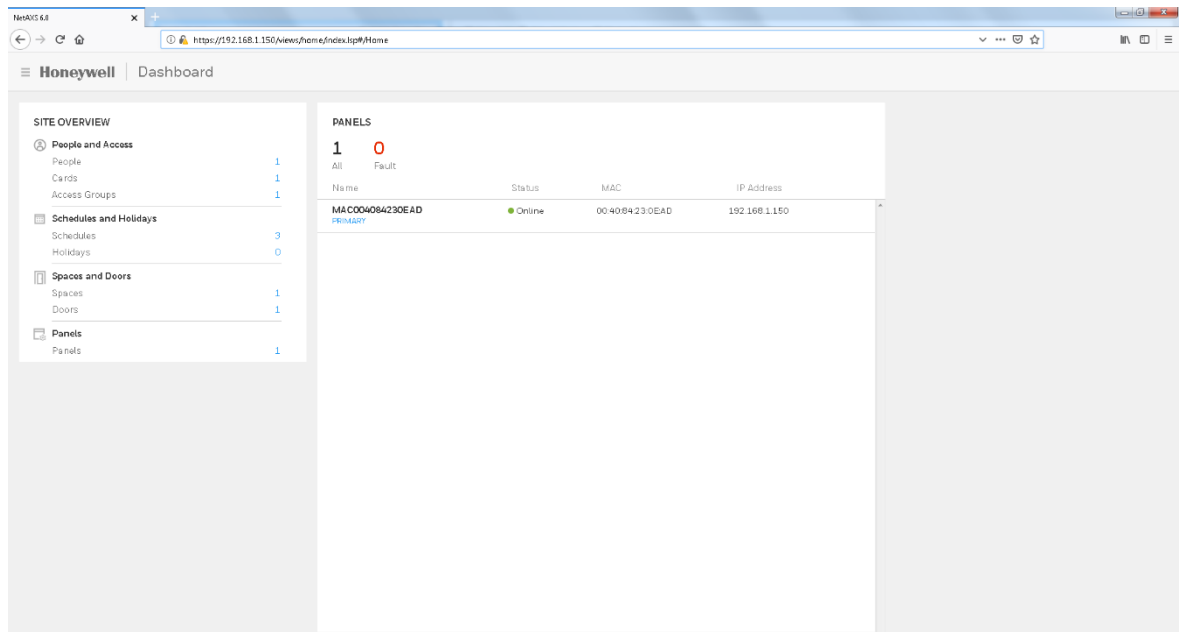 NetAXS 6.0
https://192.168.1.150/views/home/index.lsp#/Home
Honeywell Dashboard
SITE OVERVIEW
People and Access
People 1
Cards 1
Access Groups 1
Schedules and Holidays
Schedules 3
Holidays 0
Spaces and Doors
Spaces 1
Doors 1
Panels
Panels 1
PANELS
1 0
All Fault
Name Status MAC IP Address
MAC004084230EAD Online 00:40:84:23:0E:AD 192.168.1.150
PRIMARY